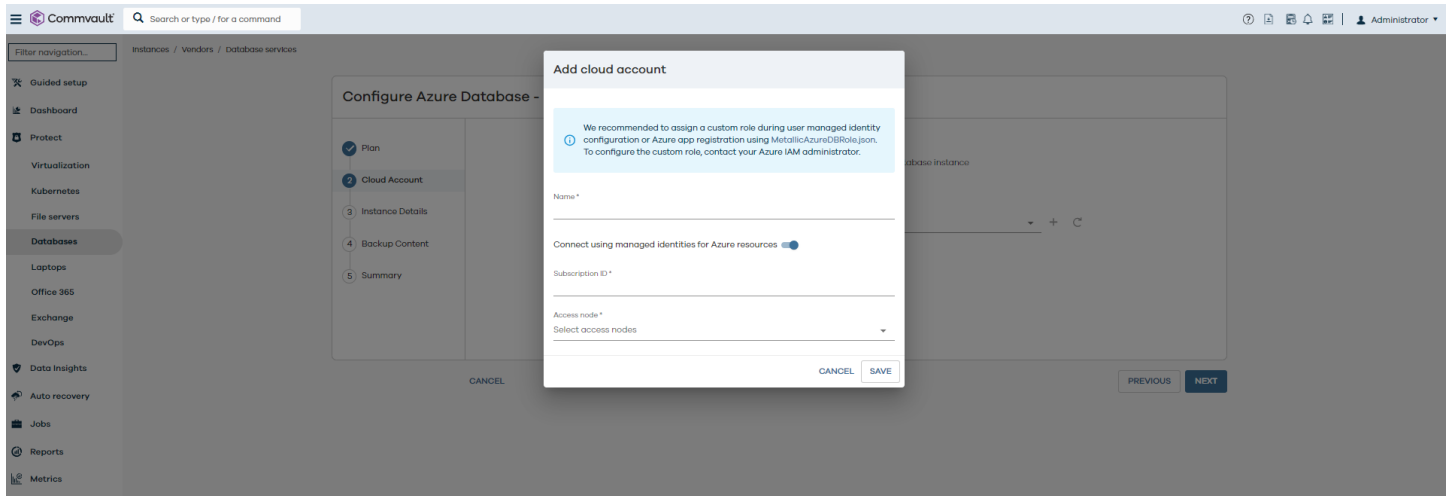 Commvault
Search or type / for a command
Administrator
Filter navigation...
Instances / Vendors / Database services
Guided setup
Dashboard
Protect
Virtualization
Kubernetes
File servers
Databases
Laptops
Office 365
Exchange
DevOps
Data Insights
Auto recovery
Jobs
Reports
Metrics
Configure Azure Database -
Plan
2 Cloud Account
3 Instance Details
4 Backup Content
5 Summary
abase instance
CANCEL
PREVIOUS
NEXT
Add cloud account
We recommended to assign a custom role during user managed identity
configuration or Azure app registration using MetallicAzureDBRole.json.
To configure the custom role, contact your Azure IAM administrator.
Name *
Connect using managed identities for Azure resources
Subscription ID *
Access node *
Select access nodes
CANCEL
SAVE